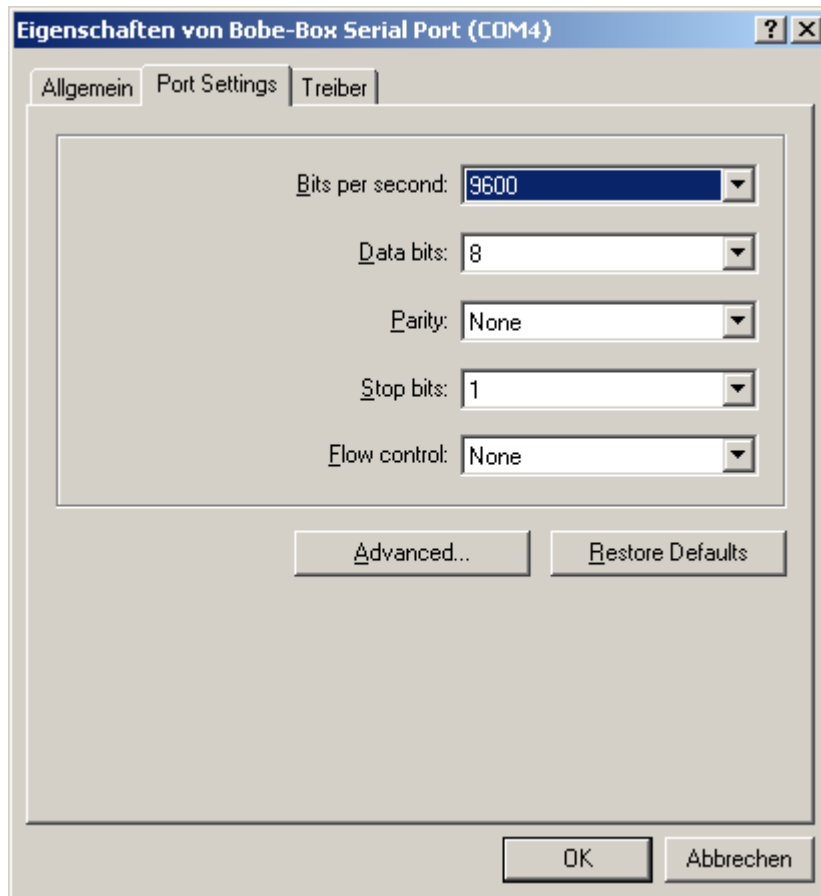 Eigenschaften von Bobe-Box Serial Port (COM4)
Allgemein Port Settings Treiber
Bits per second: 9600
Data bits: 8
Parity: None
Stop bits: 1
Flow control: None
Advanced... Restore Defaults
OK Abbrechen